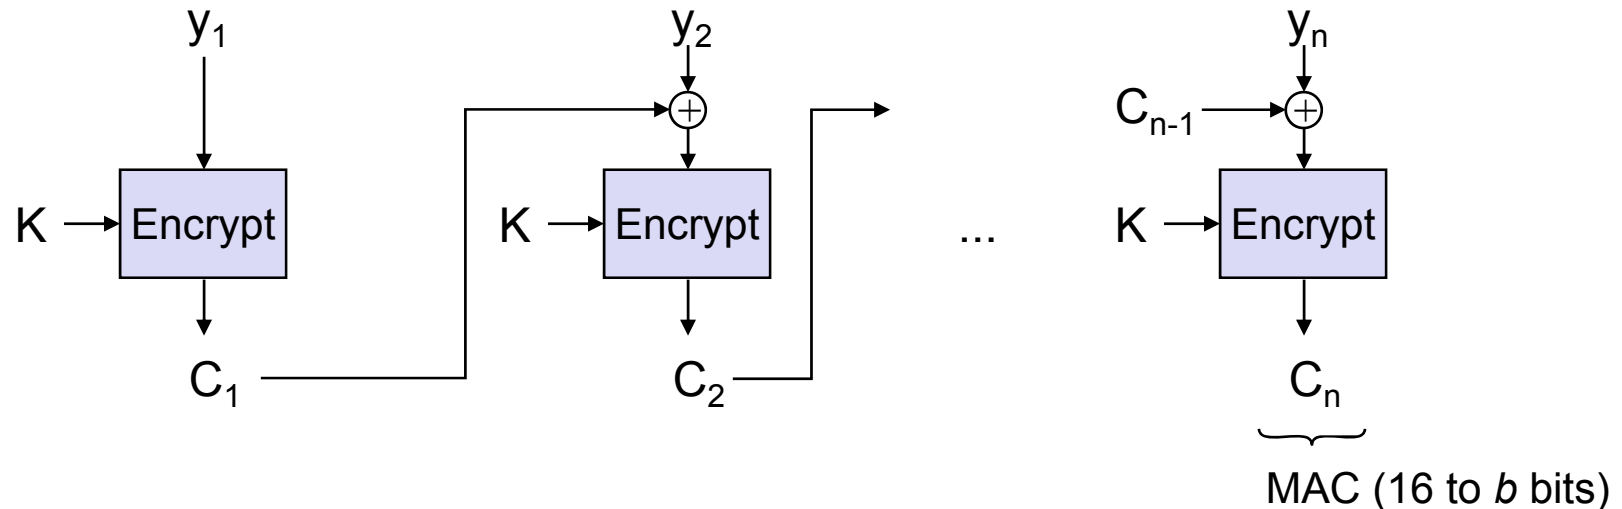 y₁ y₂ yₙ
+ + Cₙ₋₁
K Encrypt K Encrypt ... K Encrypt
C₁ C₂ Cₙ
MAC (16 to b bits)